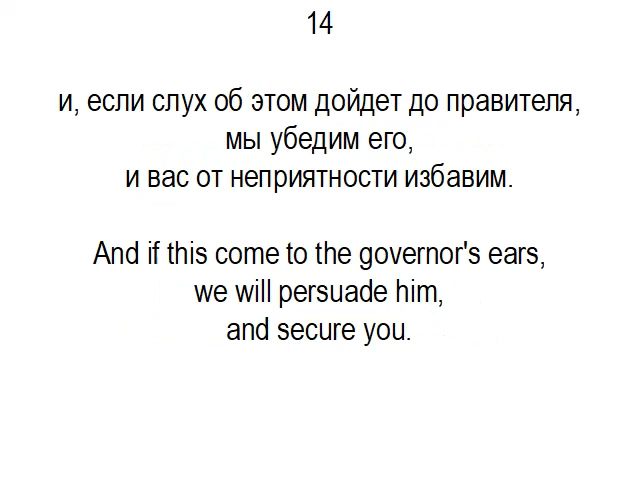 14
и, если слух об этом дойдет до правителя,
мы убедим его,
и вас от неприятности избавим.
And if this come to the governor's ears,
we will persuade him,
and secure you.